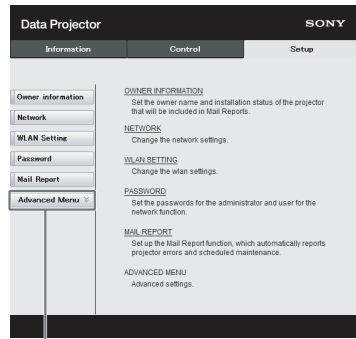 Data Projector
SONY
Information
Control
Setup
Owner information
Network
WLAN Setting
Password
Mail Report
Advanced Menu
OWNER INFORMATION
Set the owner name and installation status of the projector
that will be included in Mail Reports.
NETWORK
Change the network settings.
WLAN SETTING
Change the wlan settings.
PASSWORD
Set the passwords for the administrator and user for the
network function.
MAIL REPORT
Set up the Mail Report function, which automatically reports
projector errors and scheduled maintenance.
ADVANCED MENU
Advanced settings.